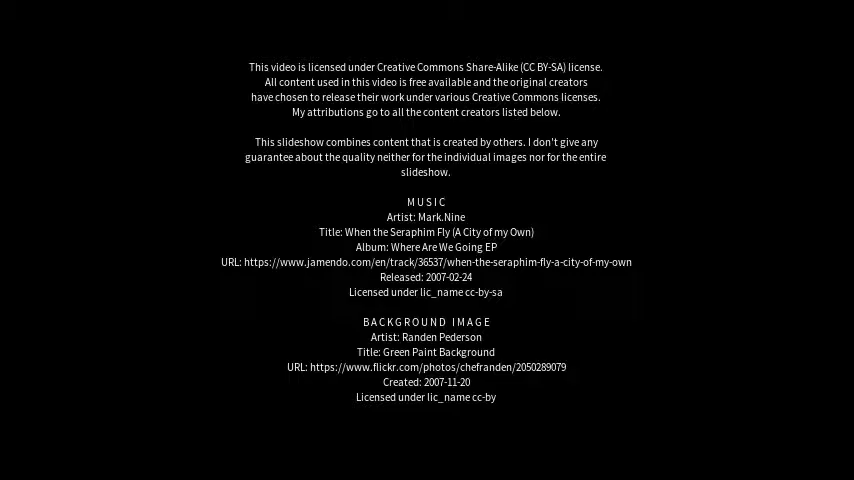 This video is licensed under Creative Commons Share-Alike (CC BY-SA) license.
All content used in this video is free available and the original creators
have chosen to release their work under various Creative Commons licenses.
My attributions go to all the content creators listed below.
This slideshow combines content that is created by others. I don't give any
guarantee about the quality neither for the individual images nor for the entire
slideshow.
MUSIC
Artist: Mark.Nine
Title: When the Seraphim Fly (A City of my Own)
Album: Where Are We Going EP
URL: https://www.jamendo.com/en/track/36537/when-the-seraphim-fly-a-city-of-my-own
Released: 2007-02-24
Licensed under lic_name cc-by-sa
BACKGROUND IMAGE
Artist: Randen Pederson
Title: Green Paint Background
URL: https://www.flickr.com/photos/chefranden/2050289079
Created: 2007-11-20
Licensed under lic_name cc-by